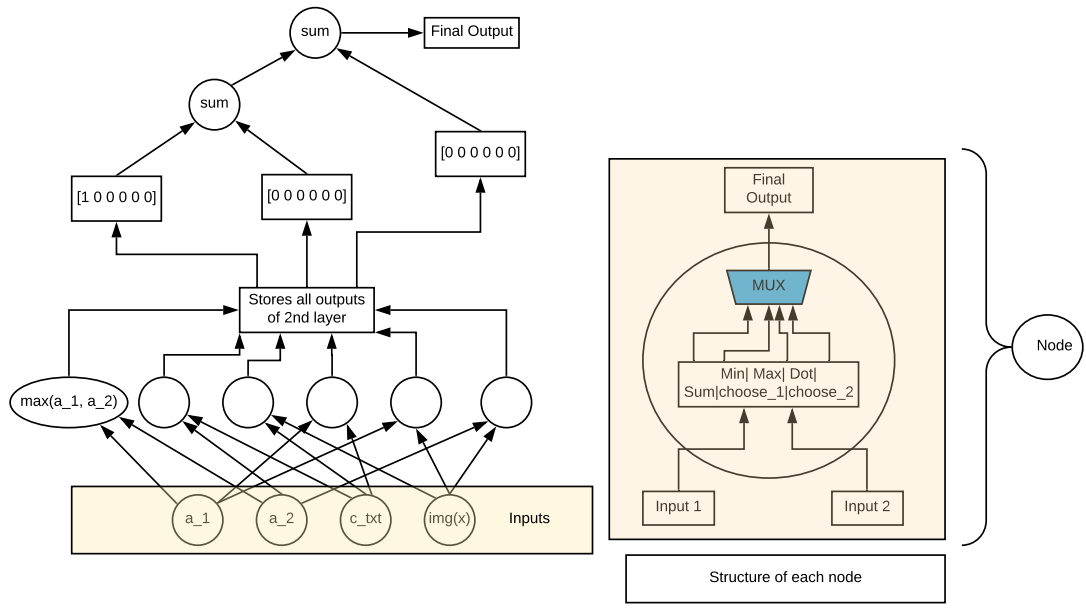 sum
Final Output
sum
[0 0 0 0 0 0]
[1 0 0 0 0 0]
[0 0 0 0 0 0]
Stores all outputs
of 2nd layer
max(a_1, a_2)
a_1
a_2
c_txt
img(x)
Inputs
Final
Output
MUX
Min| Max| Dot|
Sum|choose_1|choose_2
Input 1
Input 2
Node
Structure of each node